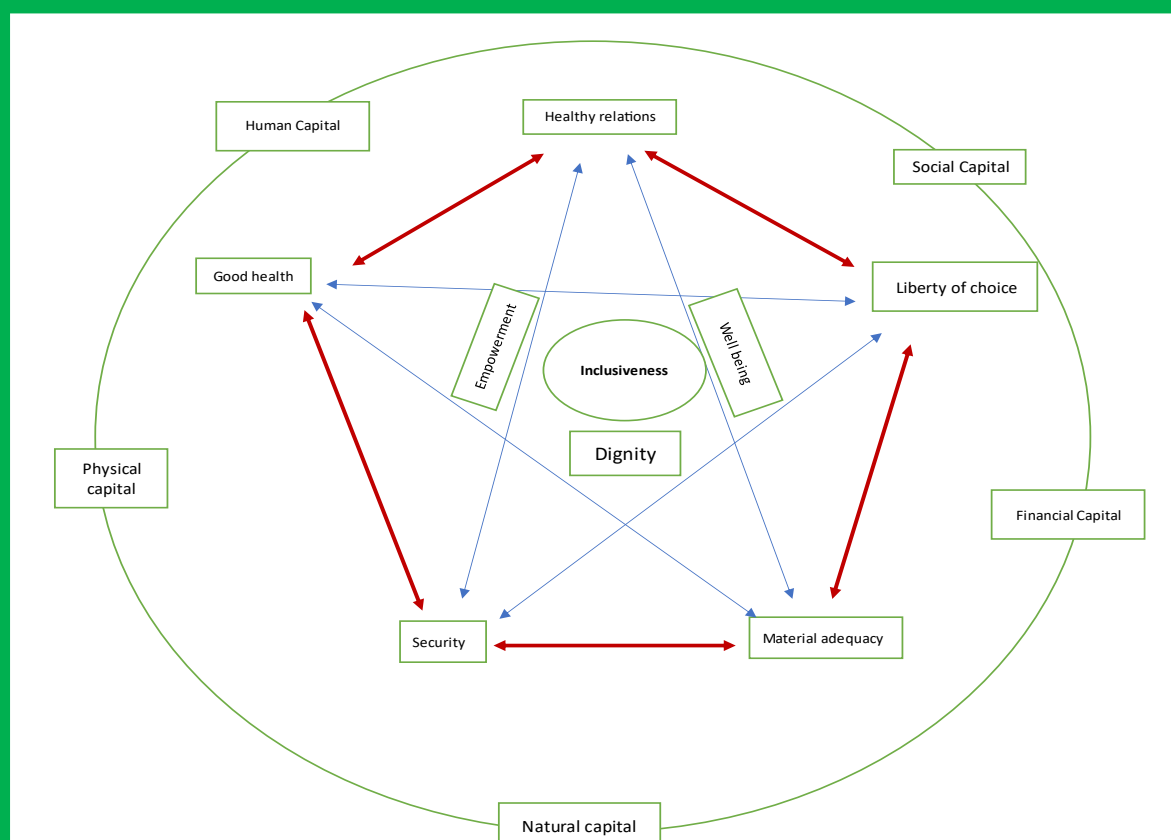 Healthy relations
Human Capital
Social Capital
Good health
Liberty of choice
Empowerment
Well being
Inclusiveness
Dignity
Physical
capital
Financial Capital
Security
Material adequacy
Natural capital